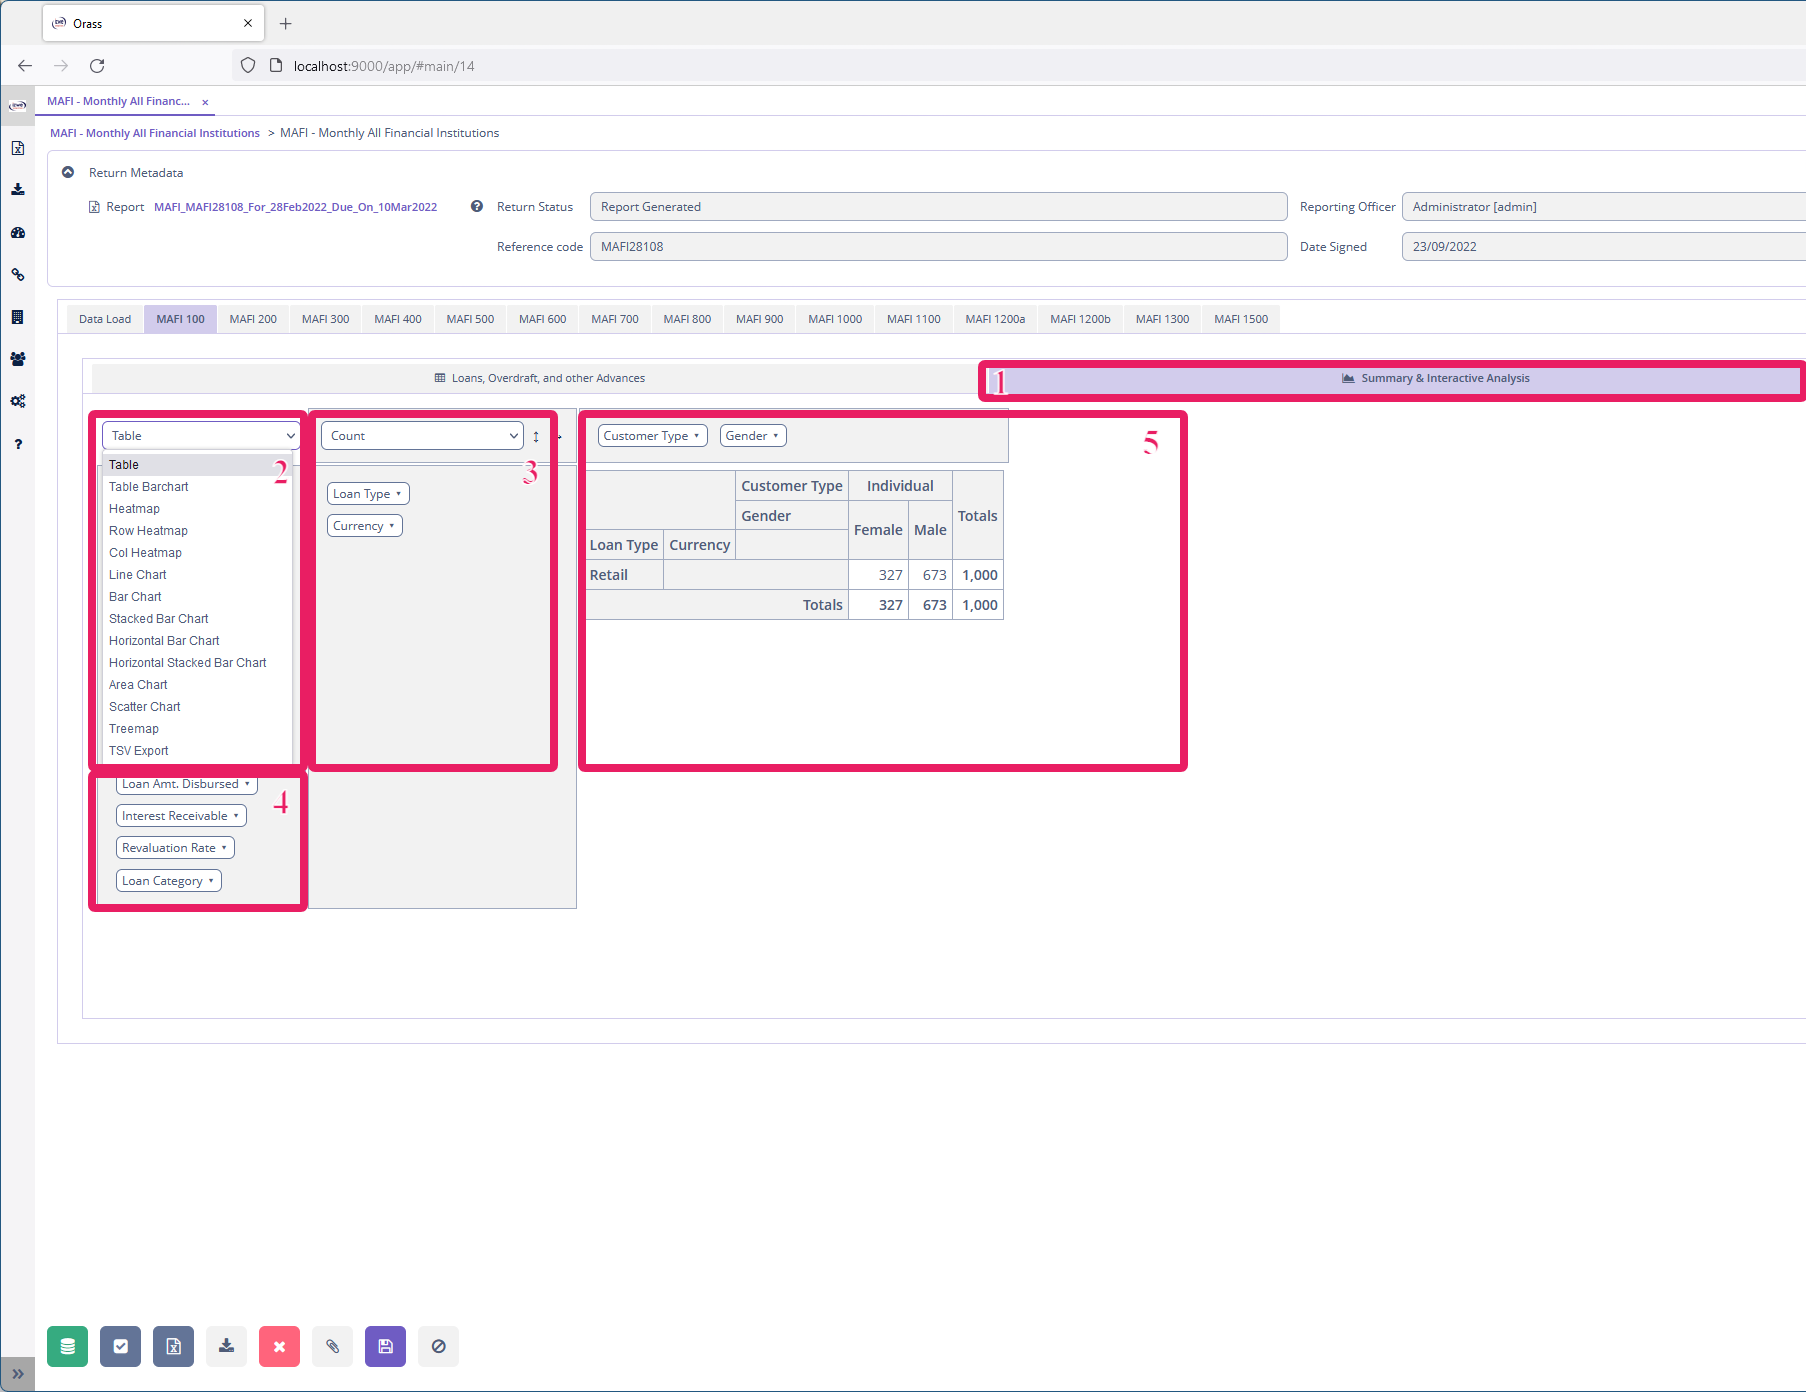 Orass
localhost:9000/app/#main/14
MAFI - Monthly All Financ...
MAFI - Monthly All Financial Institutions > MAFI - Monthly All Financial Institutions
Return Metadata
Report MAFI_MAFI28108_For_28Feb2022_Due_On_10Mar2022 Return Status Report Generated Reporting Officer Administrator [admin]
Reference code MAFI28108 Date Signed 23/09/2022
Data Load MAFI 100 MAFI 200 MAFI 300 MAFI 400 MAFI 500 MAFI 600 MAFI 700 MAFI 800 MAFI 900 MAFI 1000 MAFI 1100 MAFI 1200a MAFI 1200b MAFI 1300 MAFI 1500
Loans, Overdraft, and other Advances 1 Summary & Interactive Analysis
Table Count Customer Type Gender 5
Table 2 3
Table Barchart
Heatmap
Row Heatmap
Col Heatmap
Line Chart
Bar Chart
Stacked Bar Chart
Horizontal Bar Chart
Horizontal Stacked Bar Chart
Area Chart
Scatter Chart
Treemap
TSV Export
Loan Type
Currency
Customer Type Individual Totals
Gender Female Male
Loan Type Currency
Retail 327 673 1,000
Totals 327 673 1,000
Loan Amt. Disbursed 4
Interest Receivable
Revaluation Rate
Loan Category